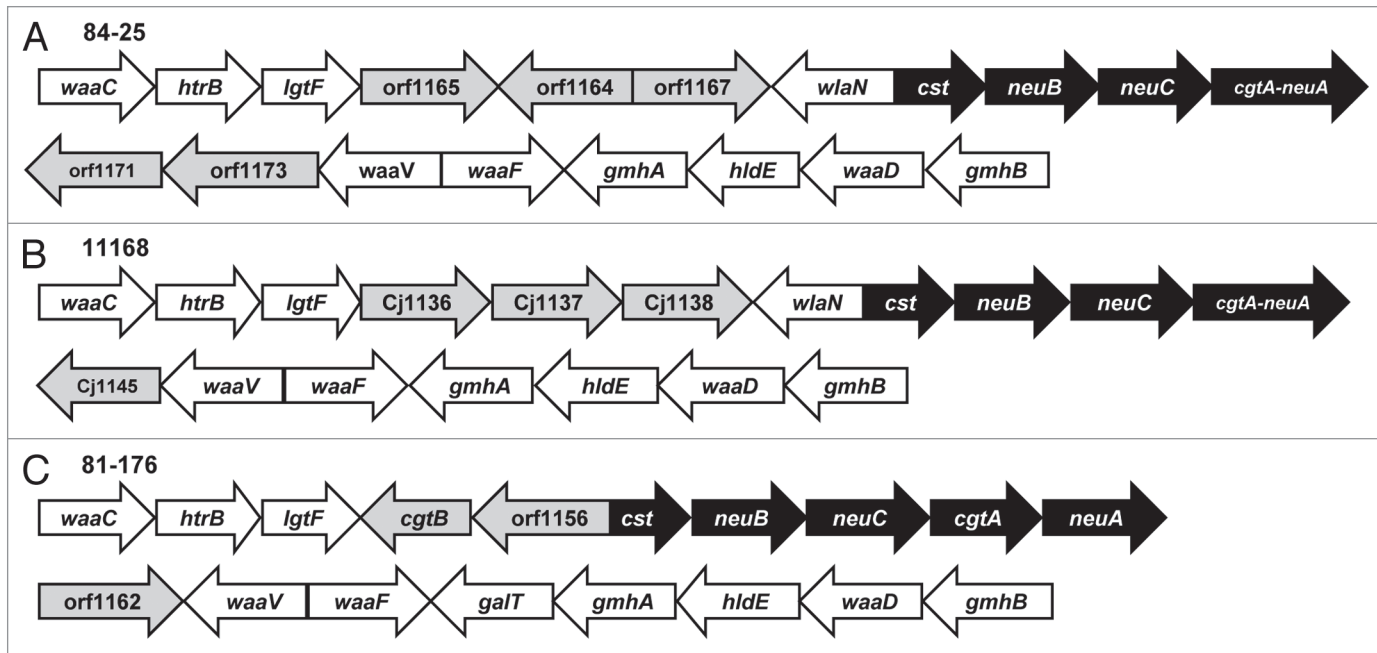 A 84-25
waaC htrB lgtF orf1165 orf1164 orf1167 wlaN cst neuB neuC cgtA-neuA
orf1171 orf1173 waaV waaF gmhA hldE waaD gmhB
B 11168
waaC htrB lgtF Cj1136 Cj1137 Cj1138 wlaN cst neuB neuC cgtA-neuA
Cj1145 waaV waaF gmhA hldE waaD gmhB
C 81-176
waaC htrB lgtF cgtB orf1156 cst neuB neuC cgtA neuA
orf1162 waaV waaF galT gmhA hldE waaD gmhB